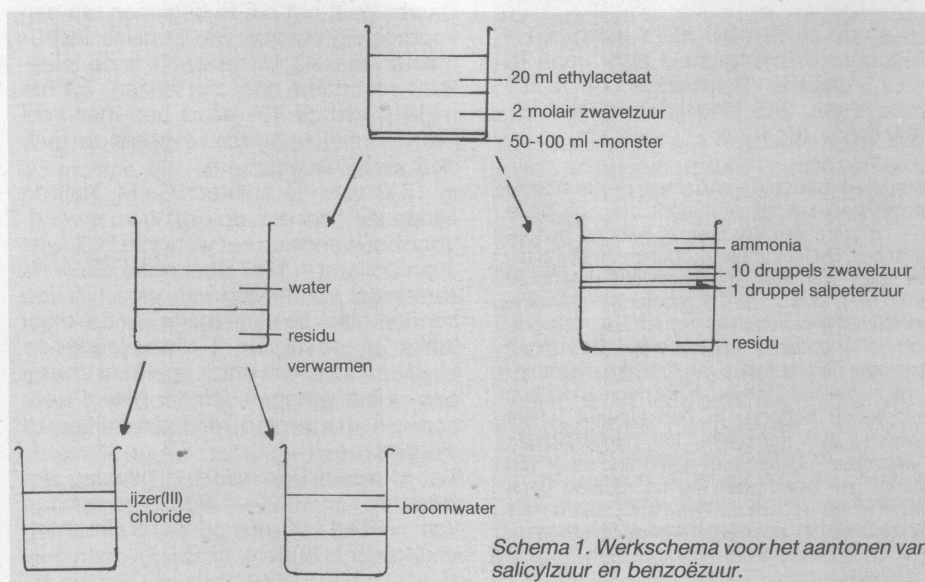 20 ml ethylacetaat
2 molair zwavelzuur
50-100 ml -monster
water
residu
verwarmen
ammonia
10 druppels zwavelzuur
1 druppel salpeterzuur
residu
ijzer(III)
chloride
broomwater
Schema 1. Werkschema voor het aantonen van
salicylzuur en benzoëzuur.